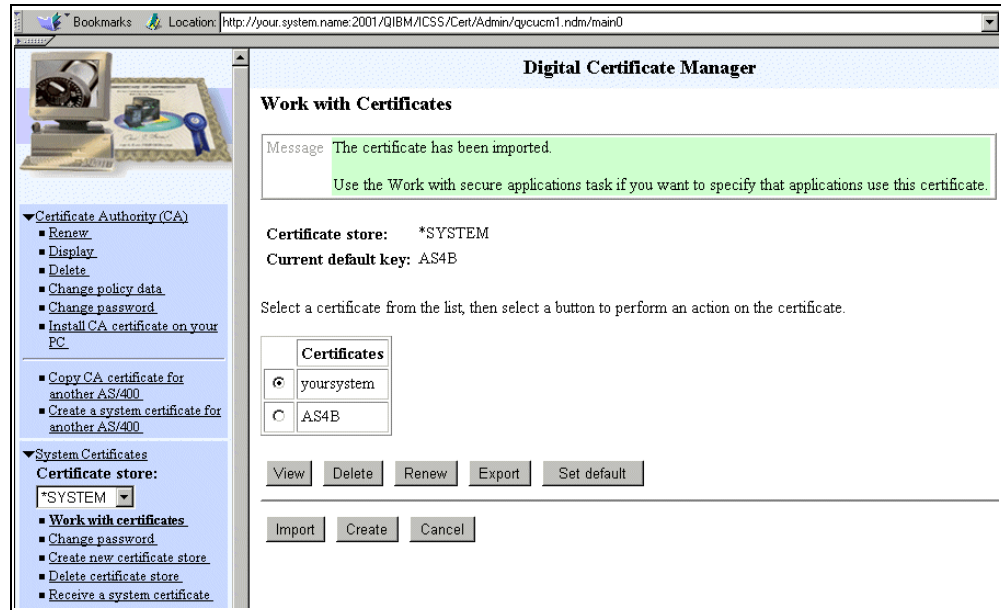 Bookmarks Location: http://your.system.name:2001/QIBM/ICSS/Cert/Admin/qycucm1.ndm/main0
Certificate Authority (CA)
Renew
Display
Delete
Change policy data
Change password
Install CA certificate on your
PC
Copy CA certificate for
another AS/400
Create a system certificate for
another AS/400
System Certificates
Certificate store:
*SYSTEM
Work with certificates
Change password
Create new certificate store
Delete certificate store
Receive a system certificate
Digital Certificate Manager
Work with Certificates
Message The certificate has been imported.
Use the Work with secure applications task if you want to specify that applications use this certificate.
Certificate store: *SYSTEM
Current default key: AS4B
Select a certificate from the list, then select a button to perform an action on the certificate.
Certificates
yoursystem
AS4B
View Delete Renew Export Set default
Import Create Cancel